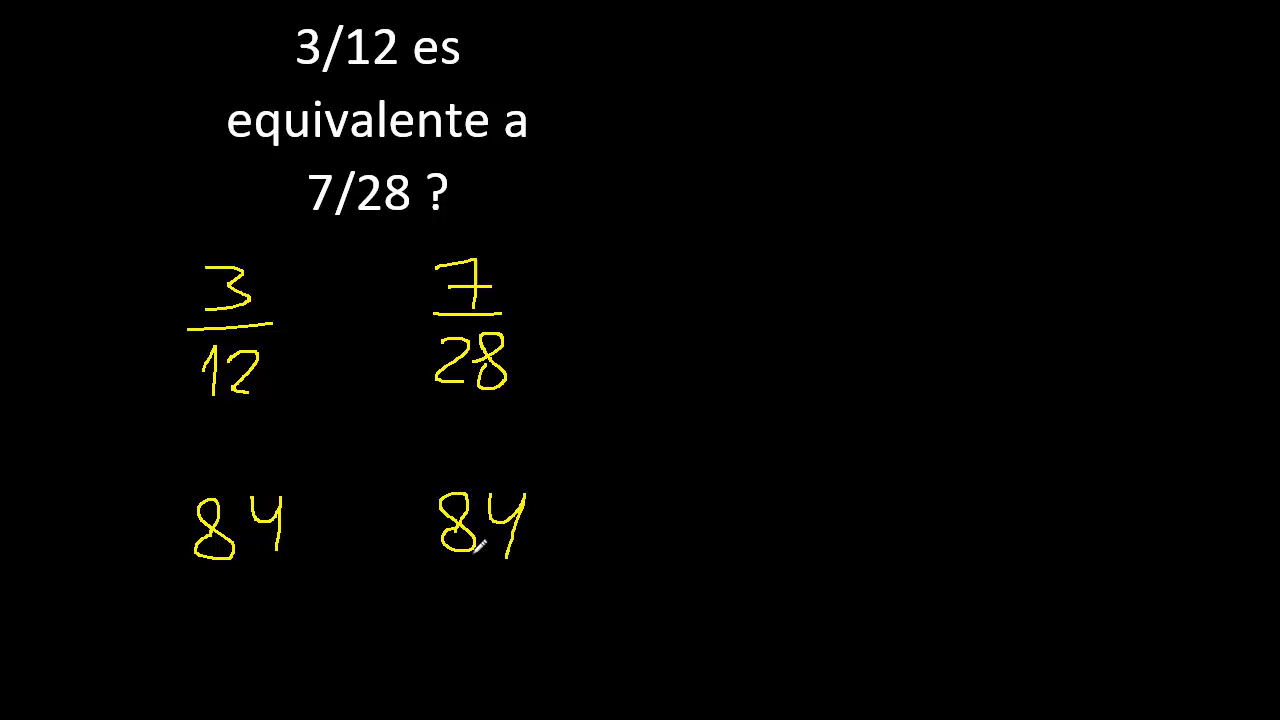 3/12 es
equivalente a
7/28 ?
3 7
12 28
84 84